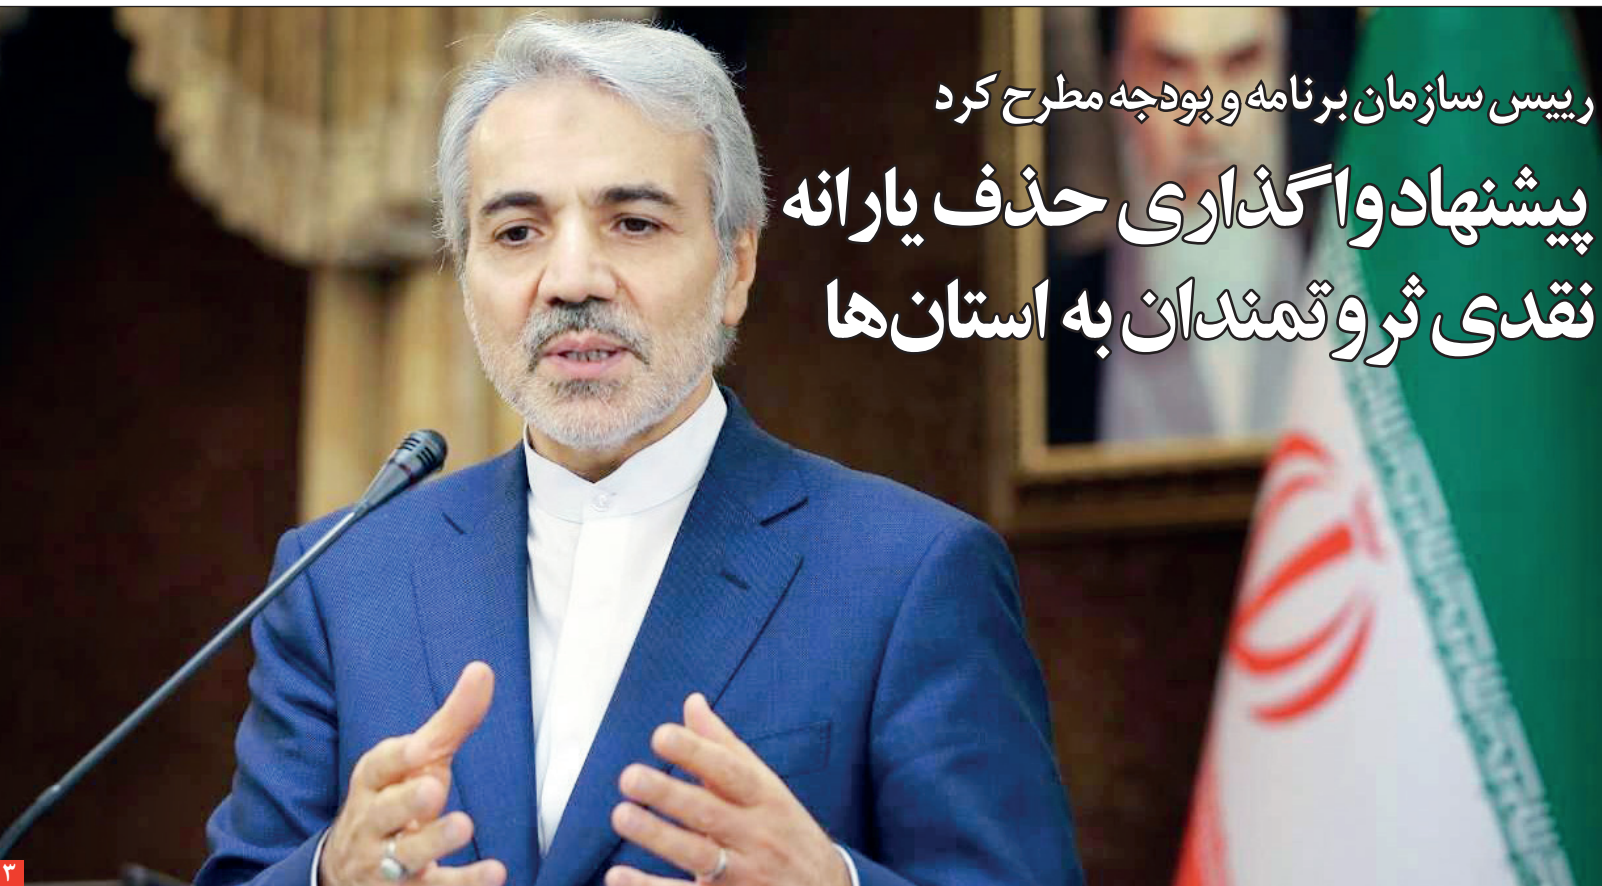 رییس سازمان برنامه و بودجه مطرح کرد
پیشنهاد واگذاری حذف یارانه
نقدی ثروتمندان به استان‌ها
۳